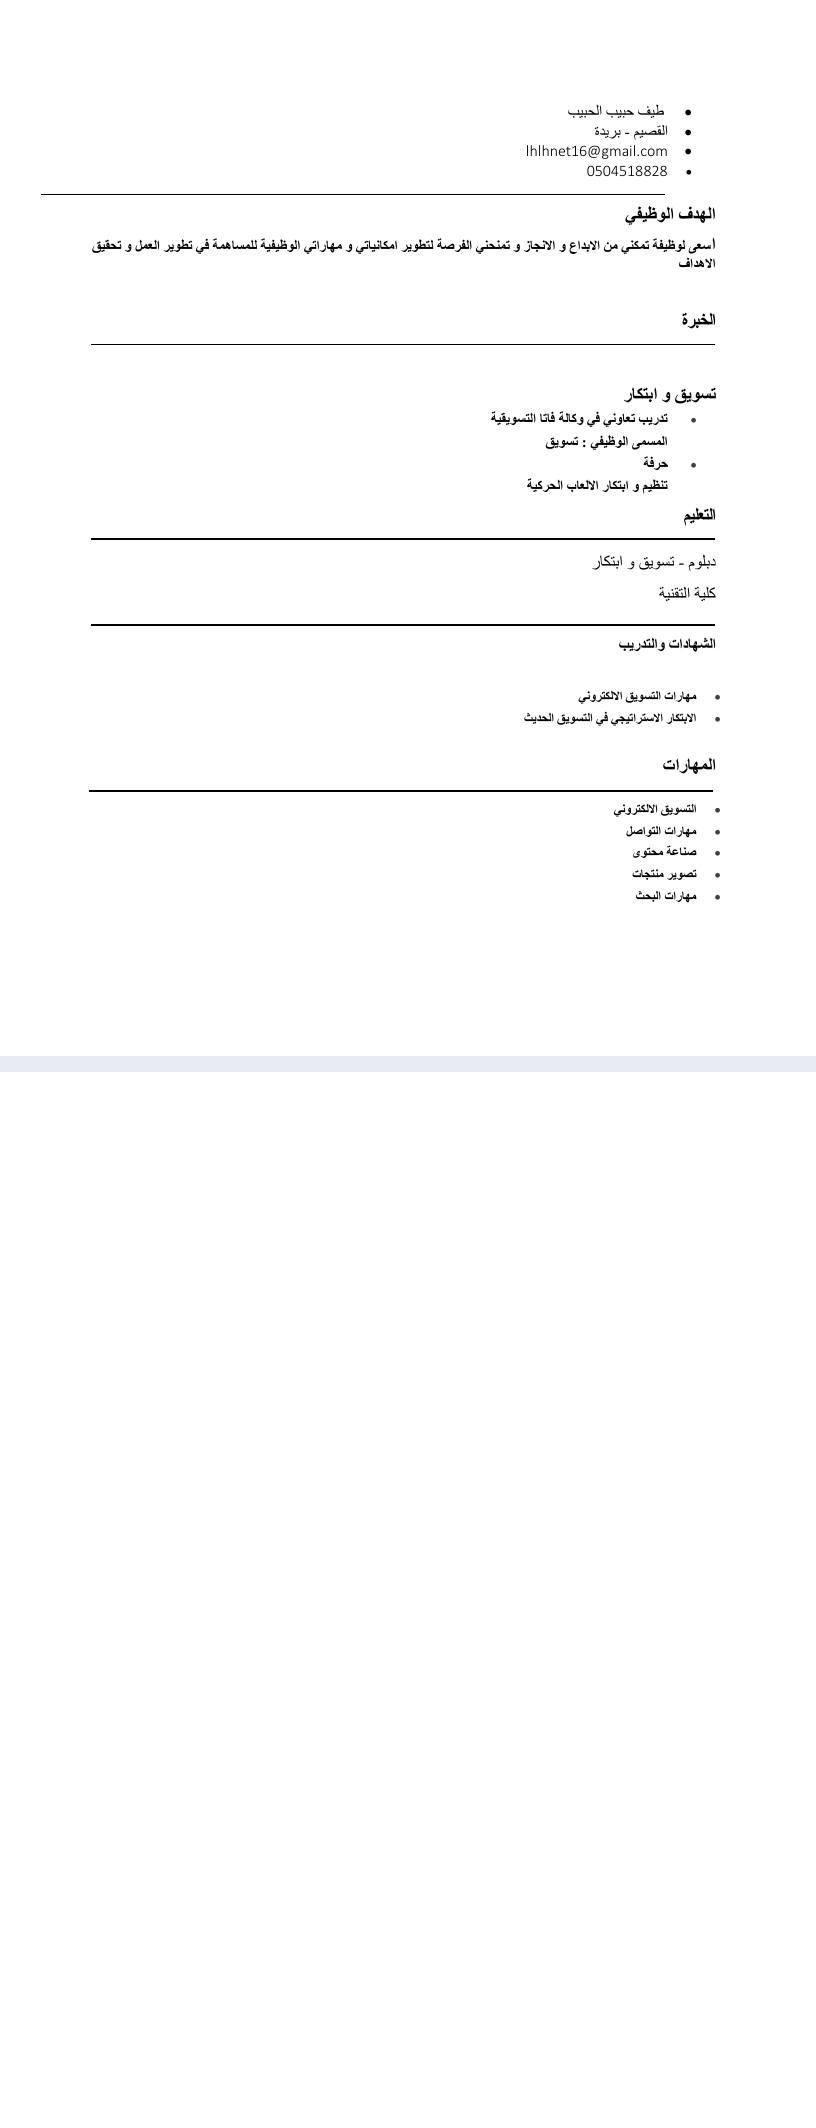 طيف حبيب الحبيب
القصيم - بريدة
lhlhnet16@gmail.com
0504518828
الهدف الوظيفي
أسعى لوظيفة تمكني من الابداع و الانجاز و تمنحني الفرصة لتطوير امكانياتي و مهاراتي الوظيفية للمساهمة في تطوير العمل و تحقيق
الاهداف
الخبرة
تسويق و ابتكار
تدريب تعاوني في وكالة فاتا التسويقية
المسمى الوظيفي : تسويق
حرفة
تنظيم و ابتكار الالعاب الحركية
التعليم
دبلوم - تسويق و ابتكار
كلية التقنية
الشهادات والتدريب
مهارات التسويق الالكتروني
الابتكار الاستراتيجي في التسويق الحديث
المهارات
التسويق الالكتروني
مهارات التواصل
صناعة محتوى
تصوير منتجات
مهارات البحث